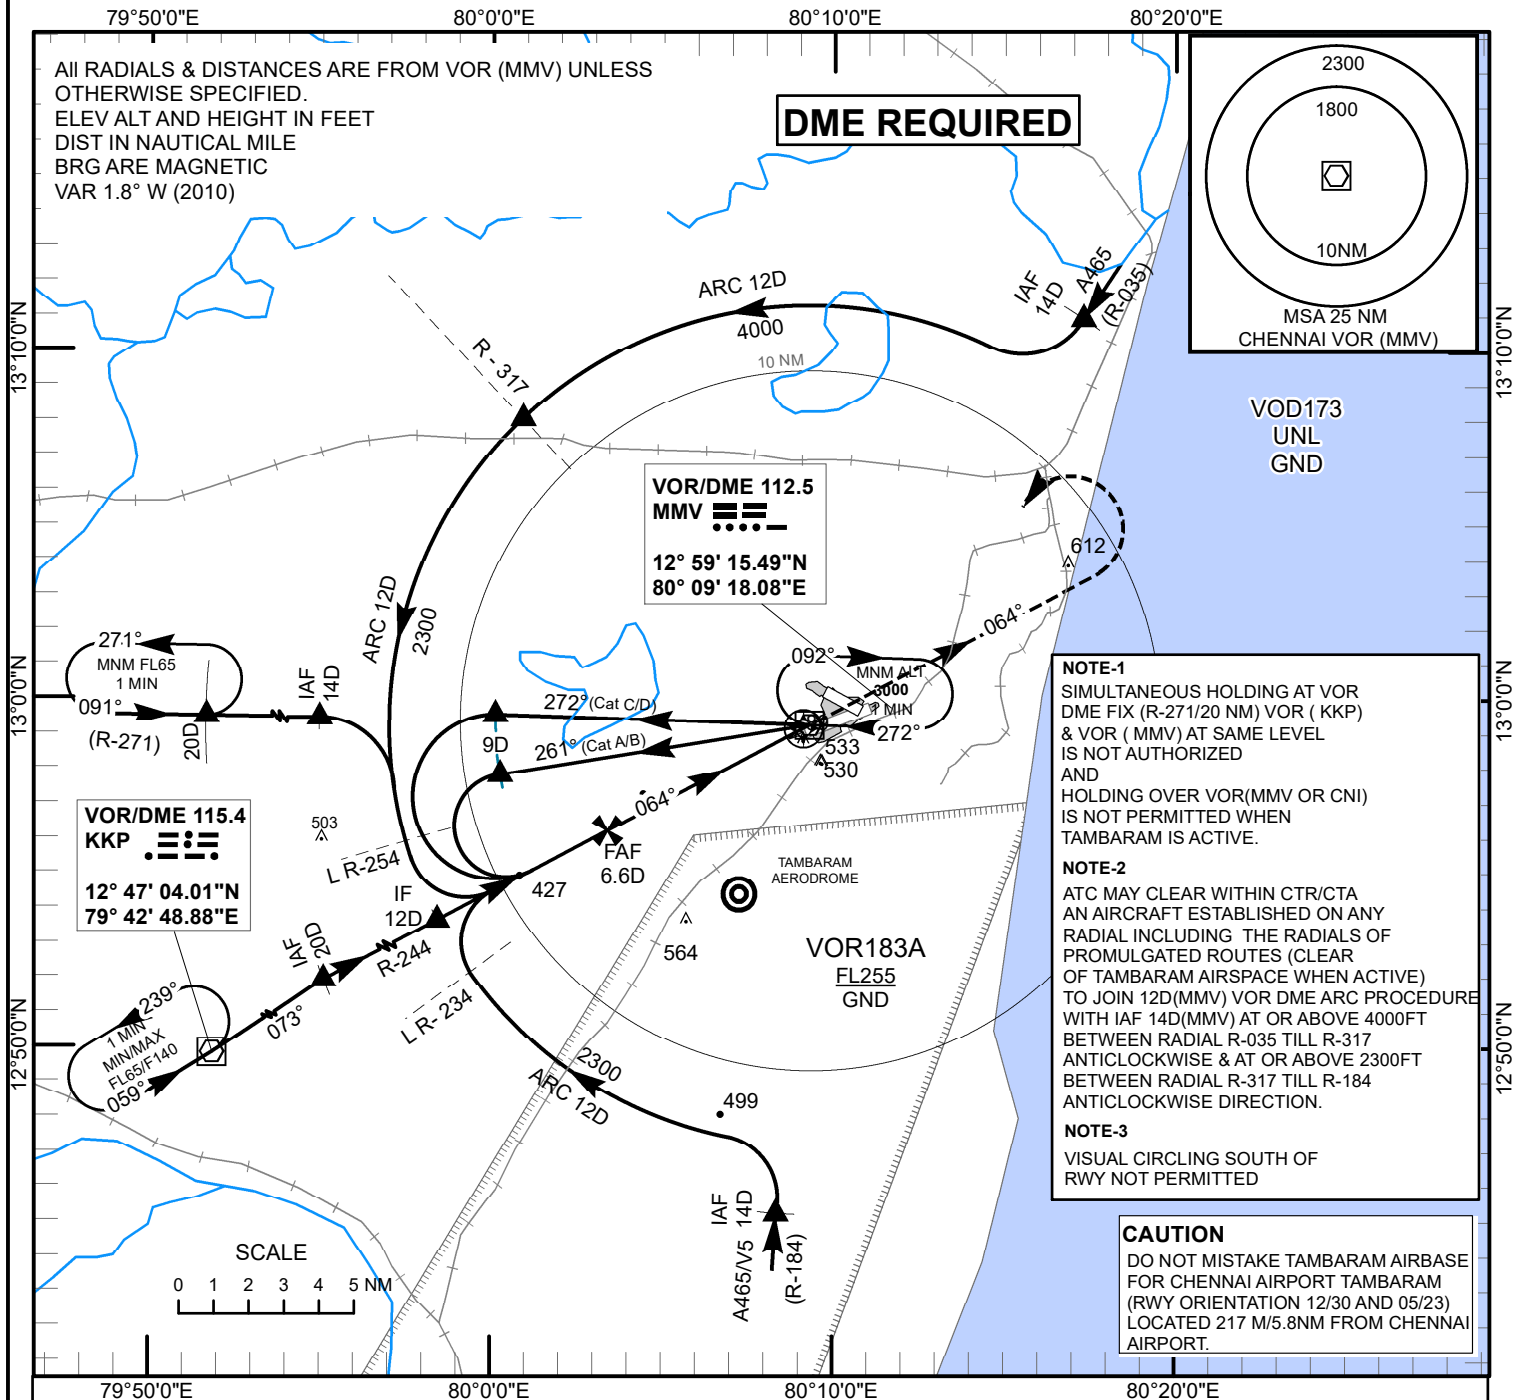 79°50'0"E
80°0'0"E
80°10'0"E
80°20'0"E
All RADIALS & DISTANCES ARE FROM VOR (MMV) UNLESS
OTHERWISE SPECIFIED.
ELEV ALT AND HEIGHT IN FEET
DIST IN NAUTICAL MILE
BRG ARE MAGNETIC
VAR 1.8° W (2010)
DME REQUIRED
2300
1800
10NM
MSA 25 NM
CHENNAI VOR (MMV)
IAF
14D
A465
(R-035)
ARC 12D
4000
10 NM
R - 317
13°10'0"N
13°10'0"N
VOD173
UNL
GND
VOR/DME 112.5
MMV
12° 59' 15.49"N
80° 09' 18.08"E
612
064°
ARC 12D
2300
271°
MNM FL65
1 MIN
091°
(R-271)
20D
IAF
14D
13°0'0"N
13°0'0"N
272° (Cat C/D)
9D
261° (Cat A/B)
092°
MNM ALT
3000
1 MIN
272°
533
530
064°
FAF
6.6D
427
503
L R-254
IF
12D
VOR/DME 115.4
KKP
12° 47' 04.01"N
79° 42' 48.88"E
IAF
20D
R-244
073°
L R- 234
239°
1 MIN
MIN/MAX
FL65/F140
059°
12°50'0"N
12°50'0"N
TAMBARAM
AERODROME
564
VOR183A
FL255
GND
2300
ARC 12D
499
IAF
14D
A465/V5
(R-184)
NOTE-1
SIMULTANEOUS HOLDING AT VOR
DME FIX (R-271/20 NM) VOR ( KKP)
& VOR ( MMV) AT SAME LEVEL
IS NOT AUTHORIZED
AND
HOLDING OVER VOR(MMV OR CNI)
IS NOT PERMITTED WHEN
TAMBARAM IS ACTIVE.
NOTE-2
ATC MAY CLEAR WITHIN CTR/CTA
AN AIRCRAFT ESTABLISHED ON ANY
RADIAL INCLUDING THE RADIALS OF
PROMULGATED ROUTES (CLEAR
OF TAMBARAM AIRSPACE WHEN ACTIVE)
TO JOIN 12D(MMV) VOR DME ARC PROCEDURE
WITH IAF 14D(MMV) AT OR ABOVE 4000FT
BETWEEN RADIAL R-035 TILL R-317
ANTICLOCKWISE & AT OR ABOVE 2300FT
BETWEEN RADIAL R-317 TILL R-184
ANTICLOCKWISE DIRECTION.
NOTE-3
VISUAL CIRCLING SOUTH OF
RWY NOT PERMITTED
CAUTION
DO NOT MISTAKE TAMBARAM AIRBASE
FOR CHENNAI AIRPORT TAMBARAM
(RWY ORIENTATION 12/30 AND 05/23)
LOCATED 217 M/5.8NM FROM CHENNAI
AIRPORT.
SCALE
0 1 2 3 4 5 NM
79°50'0"E
80°0'0"E
80°10'0"E
80°20'0"E